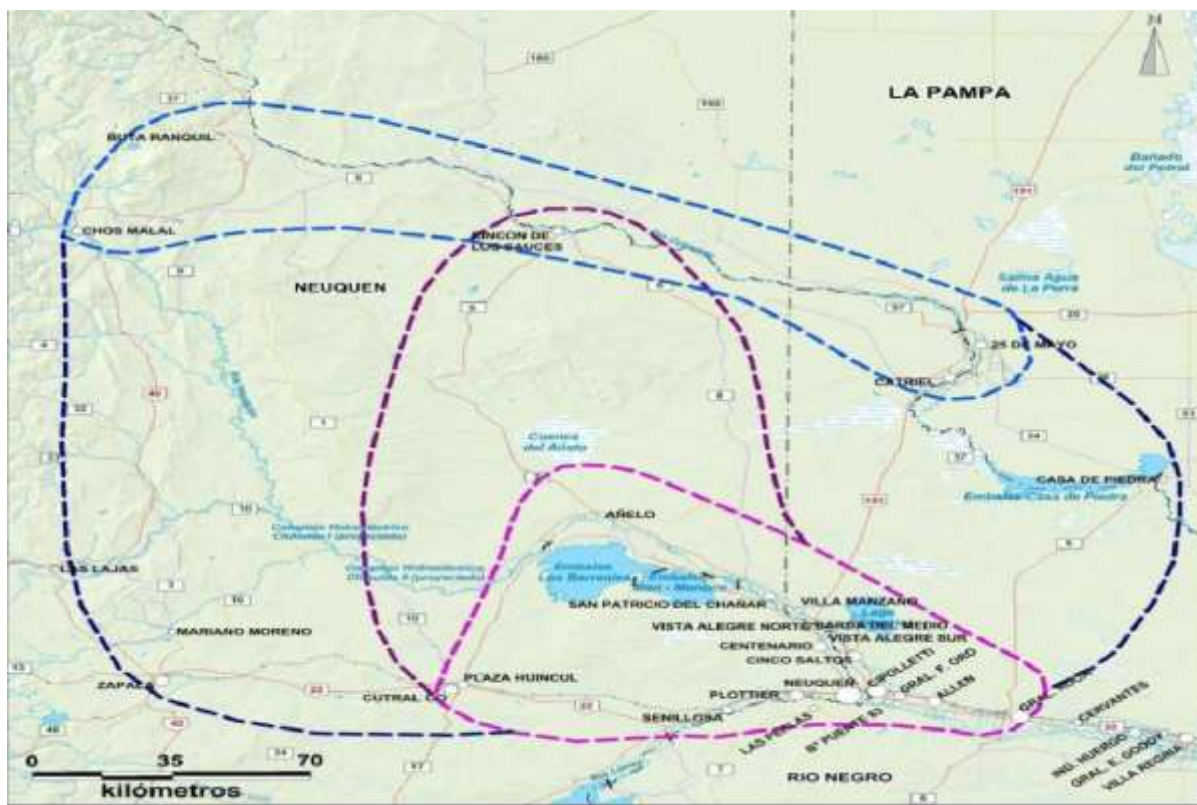 N
LA PAMPA
BUTA RANQUIL
Bañado
del Petral
CHOS MALAL
RINCON DE
LOS SAUCES
NEUQUEN
Salina Agua
de La Perra
25 DE MAYO
CATRIEL
Cuenca
del Añelo
CASA DE PIEDRA
Embalse Casa de Piedra
AÑELO
Complejo Hidroeléctrico
LAS LAJAS
Embalse
Los Barreales
SAN PATRICIO DEL CHAÑAR
VILLA MANZANO
MARIANO MORENO
VISTA ALEGRE NORTE
BARDA DEL MEDIO
VISTA ALEGRE SUR
CENTENARIO
CINCO SALTOS
CIPOLLETTI
GRAL. F. ORO
ZAPALA
PLAZA HUINCUL
CUTRAL CO
PLOTTIER
NEUQUEN
ALLEN
SENILLOSA
LAS PERLAS
CERVANTES
ING. HUERGO
GRAL. E. GODOY
VILLA REGINA
RIO NEGRO
0 35 70
kilómetros